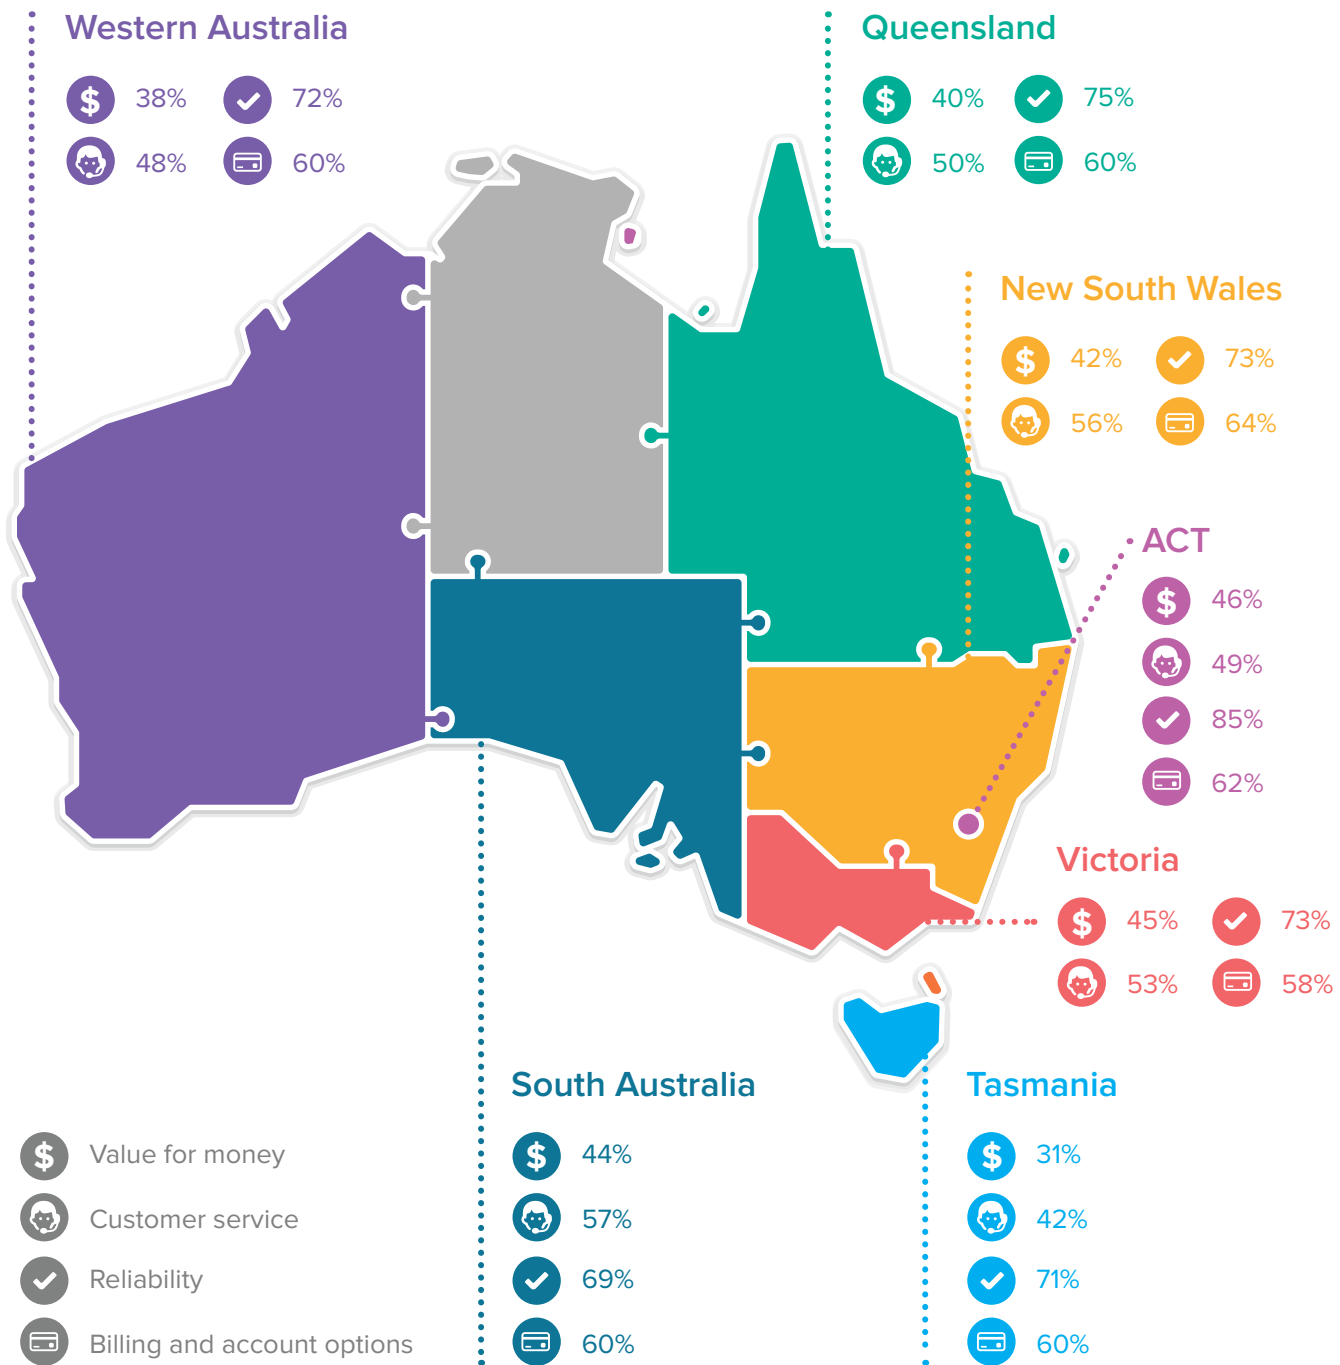 Western Australia
$ 38% 72%
48% 60%
Queensland
$ 40% 75%
50% 60%
New South Wales
$ 42% 73%
56% 64%
ACT
$ 46%
49%
85%
62%
Victoria
$ 45% 73%
53% 58%
South Australia
$ 44%
57%
69%
60%
Tasmania
$ 31%
42%
71%
60%
$ Value for money
Customer service
Reliability
Billing and account options